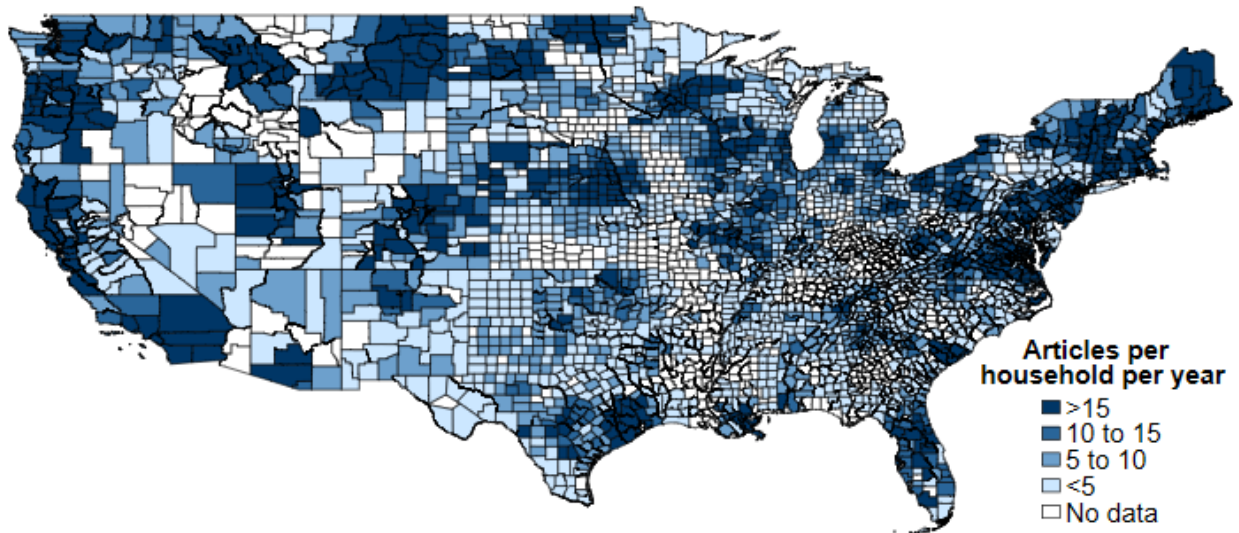 Articles per
household per year
>15
10 to 15
5 to 10
<5
No data